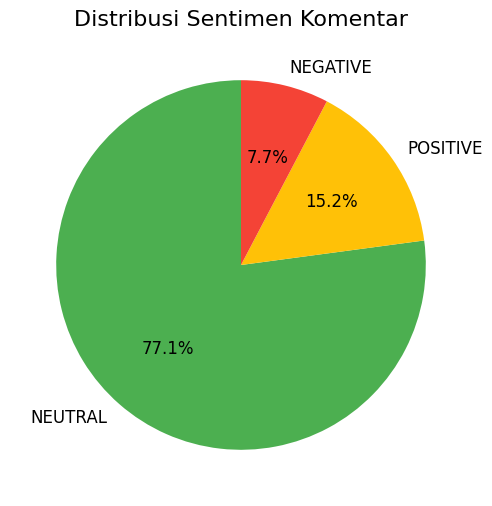 Distribusi Sentimen Komentar
NEGATIVE
POSITIVE
7.7%
15.2%
77.1%
NEUTRAL